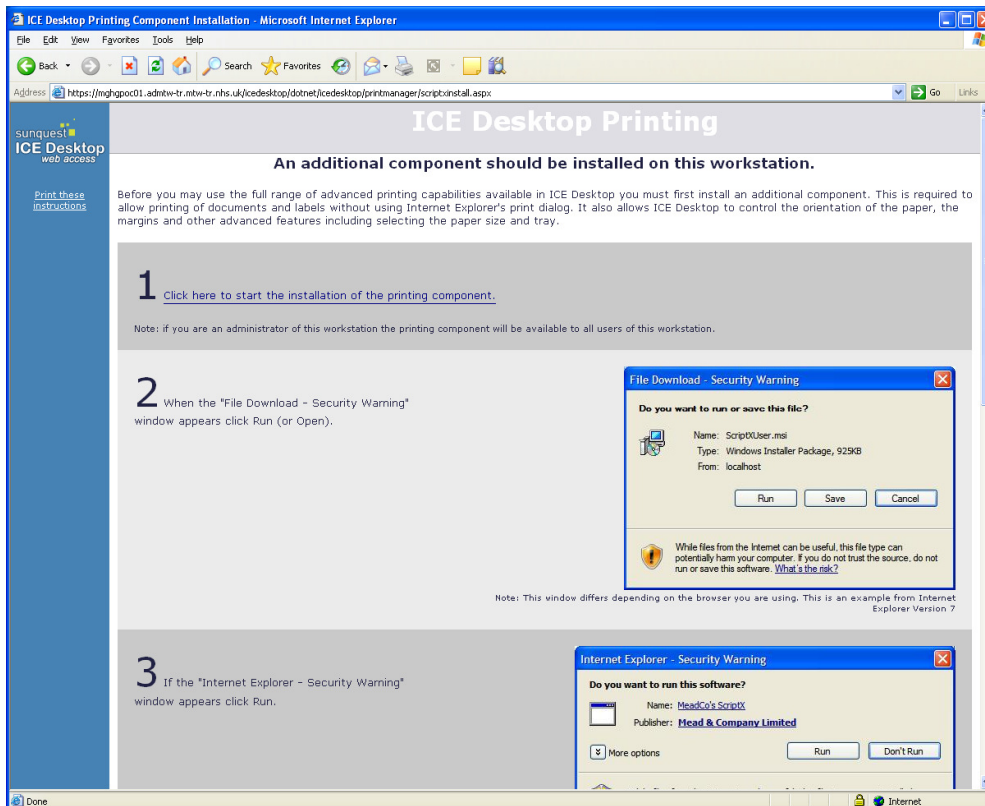 ICE Desktop Printing Component Installation - Microsoft Internet Explorer
File Edit View Favorites Tools Help
Back Search Favorites
Address https://mghgpoc01.admtw-tr.mtw-tr.nhs.uk/icedesktop/dotnet/icedesktop/printmanager/scriptxinstall.aspx Go Links
sunquest
ICE Desktop
web access
Print these
instructions
ICE Desktop Printing
An additional component should be installed on this workstation.
Before you may use the full range of advanced printing capabilities available in ICE Desktop you must first install an additional component. This is required to
allow printing of documents and labels without using Internet Explorer's print dialog. It also allows ICE Desktop to control the orientation of the paper, the
margins and other advanced features including selecting the paper size and tray.
1 Click here to start the installation of the printing component.
Note: if you are an administrator of this workstation the printing component will be available to all users of this workstation.
2 When the "File Download - Security Warning"
window appears click Run (or Open).
File Download - Security Warning
Do you want to run or save this file?
Name: ScriptXUser.msi
Type: Windows Installer Package, 925KB
From: localhost
Run Save Cancel
While files from the Internet can be useful, this file type can
potentially harm your computer. If you do not trust the source, do not
run or save this software. What's the risk?
Note: This window differs depending on the browser you are using. This is an example from Internet
Explorer Version 7
3 If the "Internet Explorer - Security Warning"
window appears click Run.
Internet Explorer - Security Warning
Do you want to run this software?
Name: MeadCo's ScriptX
Publisher: Mead & Company Limited
More options Run Don't Run
Done Internet